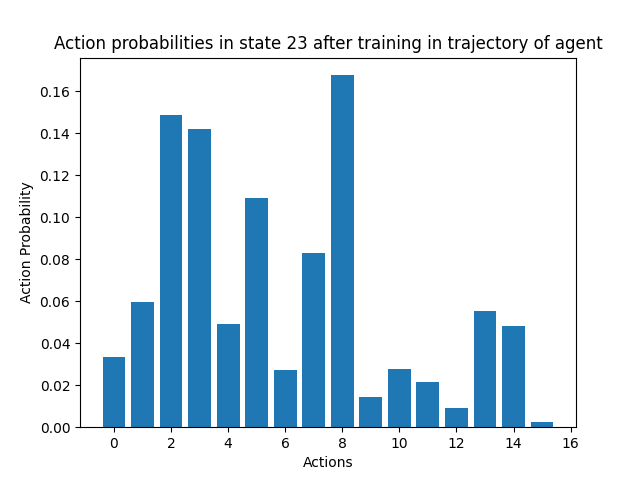 Action probabilities in state 23 after training in trajectory of agent
0.16
0.14
0.12
0.10
0.08
0.06
0.04
0.02
0.00
Action Probability
0 2 4 6 8 10 12 14 16
Actions